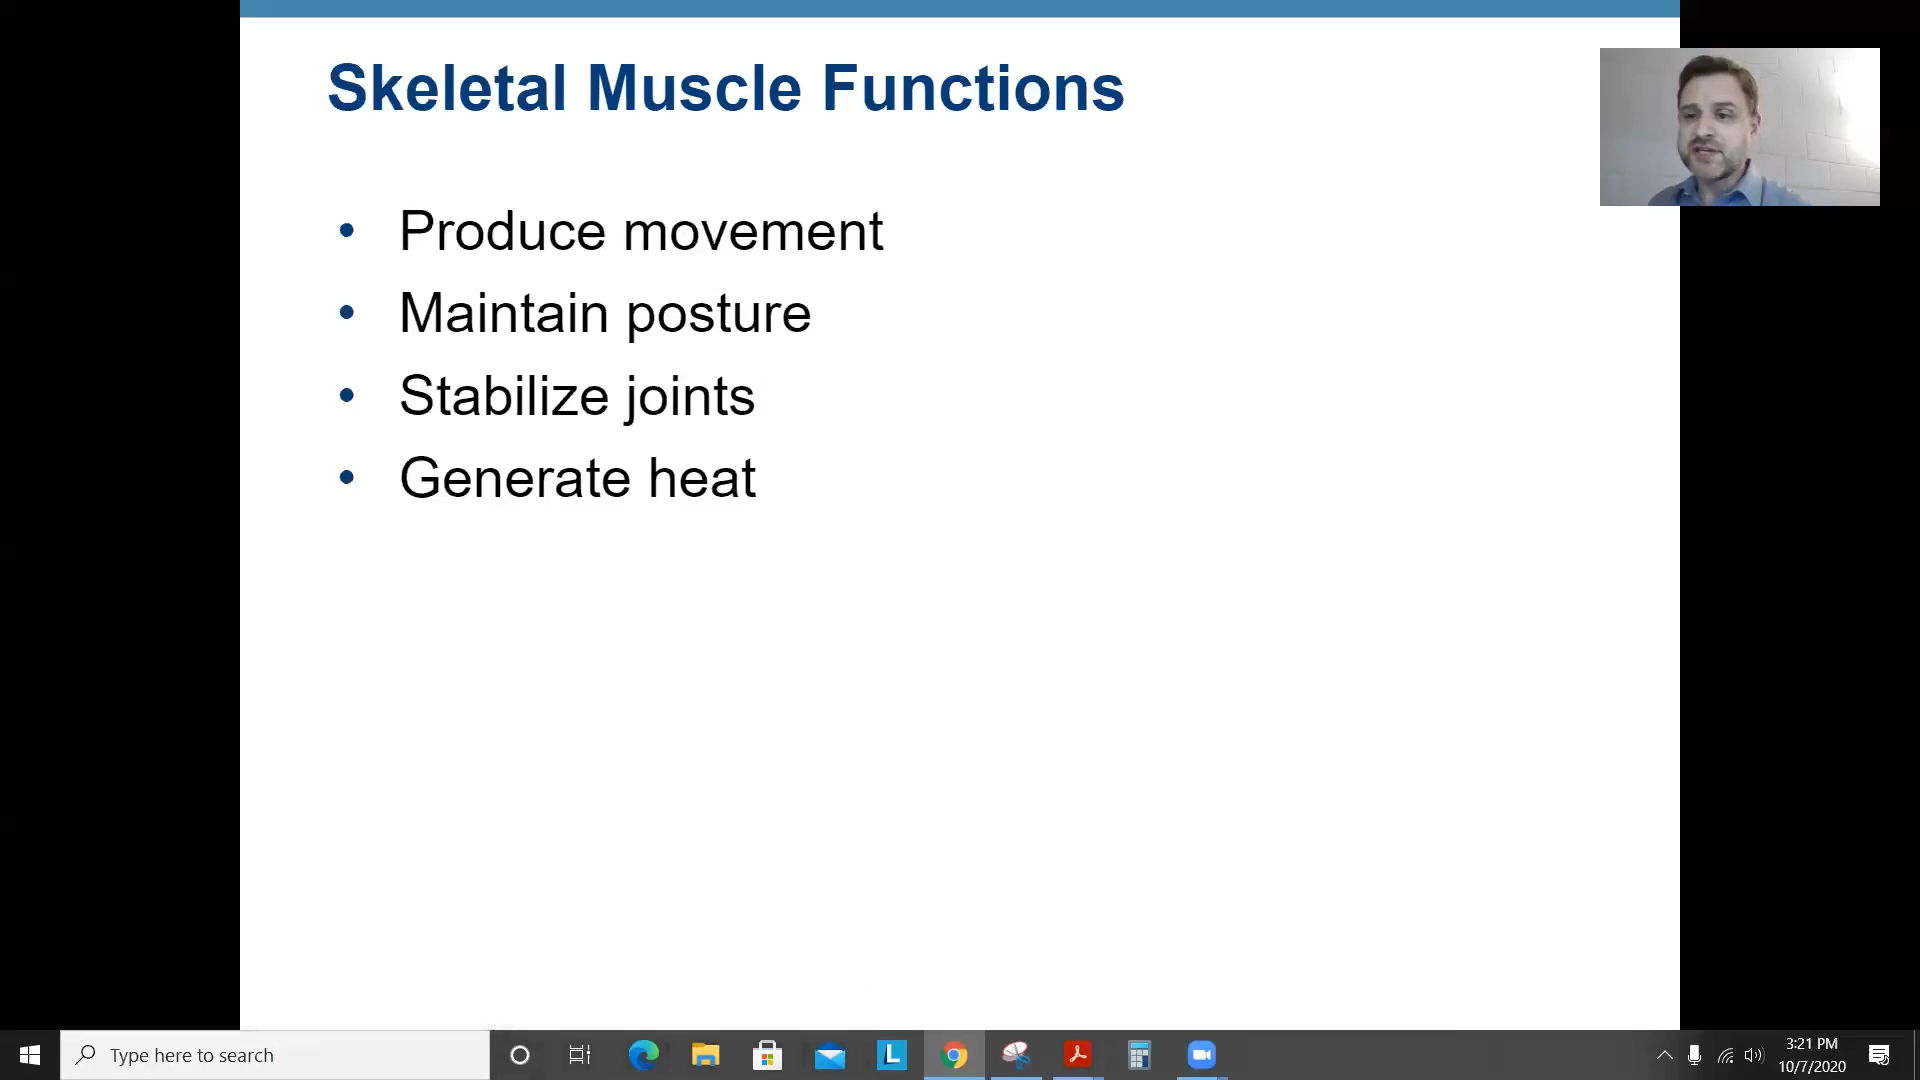 Skeletal Muscle Functions
• Produce movement
• Maintain posture
• Stabilize joints
• Generate heat
Type here to search
L
3:21 PM
10/7/2020